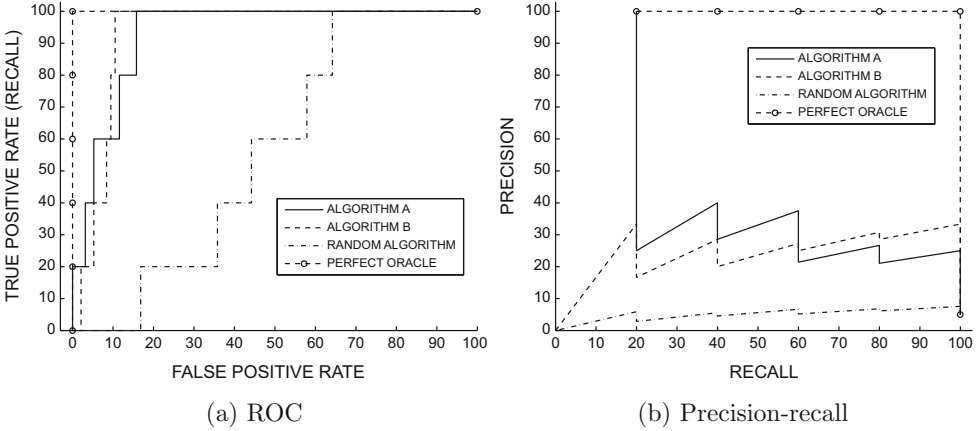 TRUE POSITIVE RATE (RECALL)
100
90
80
70
60
50
40
30
20
10
0
0 10 20 30 40 50 60 70 80 90 100
FALSE POSITIVE RATE
ALGORITHM A
ALGORITHM B
RANDOM ALGORITHM
PERFECT ORACLE
(a) ROC
PRECISION
100
90
80
70
60
50
40
30
20
10
0
0 10 20 30 40 50 60 70 80 90 100
RECALL
ALGORITHM A
ALGORITHM B
RANDOM ALGORITHM
PERFECT ORACLE
(b) Precision-recall